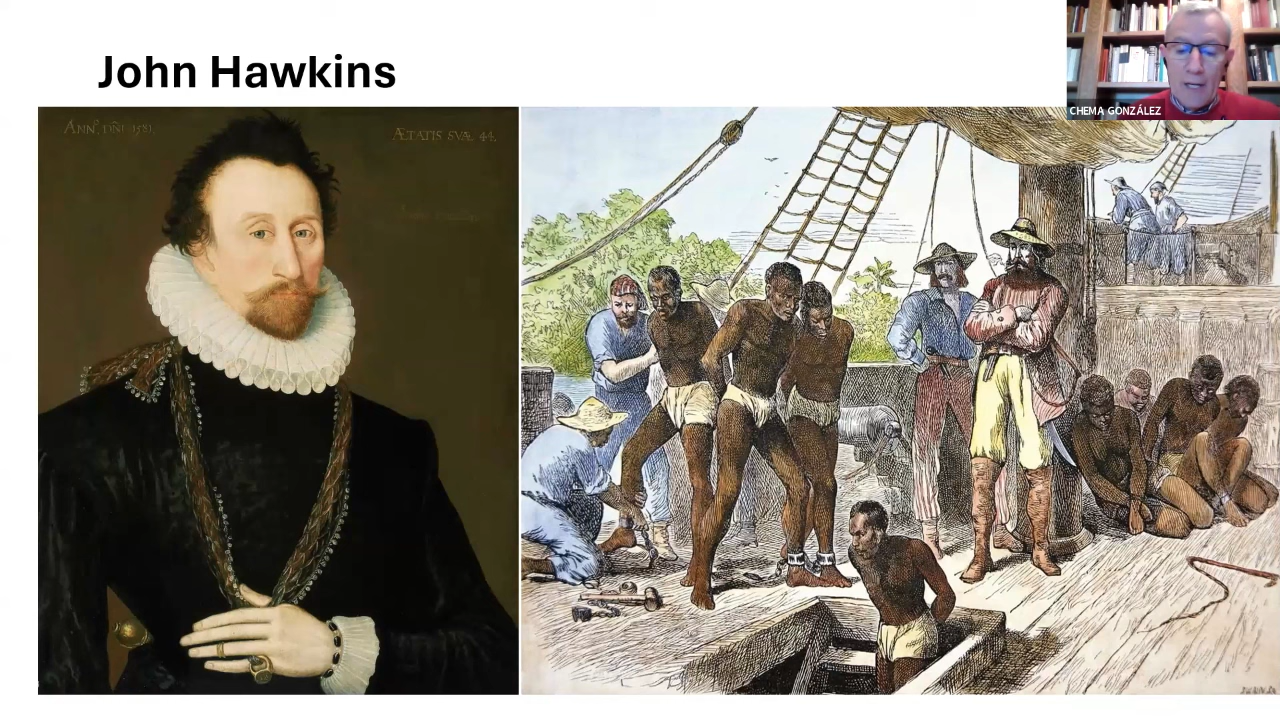 John Hawkins
CHEMA GONZÁLEZ
ANNO DNI 1581
ÆTATIS SVÆ 44